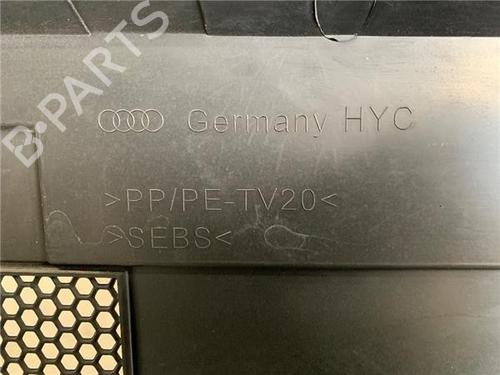 B-PARTS
Germany HYC
>PP/PE-TV20<
>SEBS<